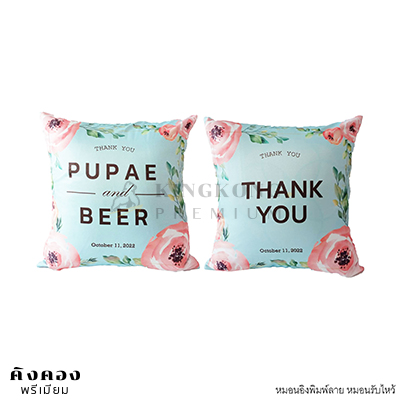 THANK YOU
PUPAE
and
BEER
October 11, 2022
THANK YOU
THANK
YOU
October 11, 2022
KINGKONG
PREMIUM
คิงคอง
พรีเมียม
หมอนอิงพิมพ์ลาย หมอนรับไหว้